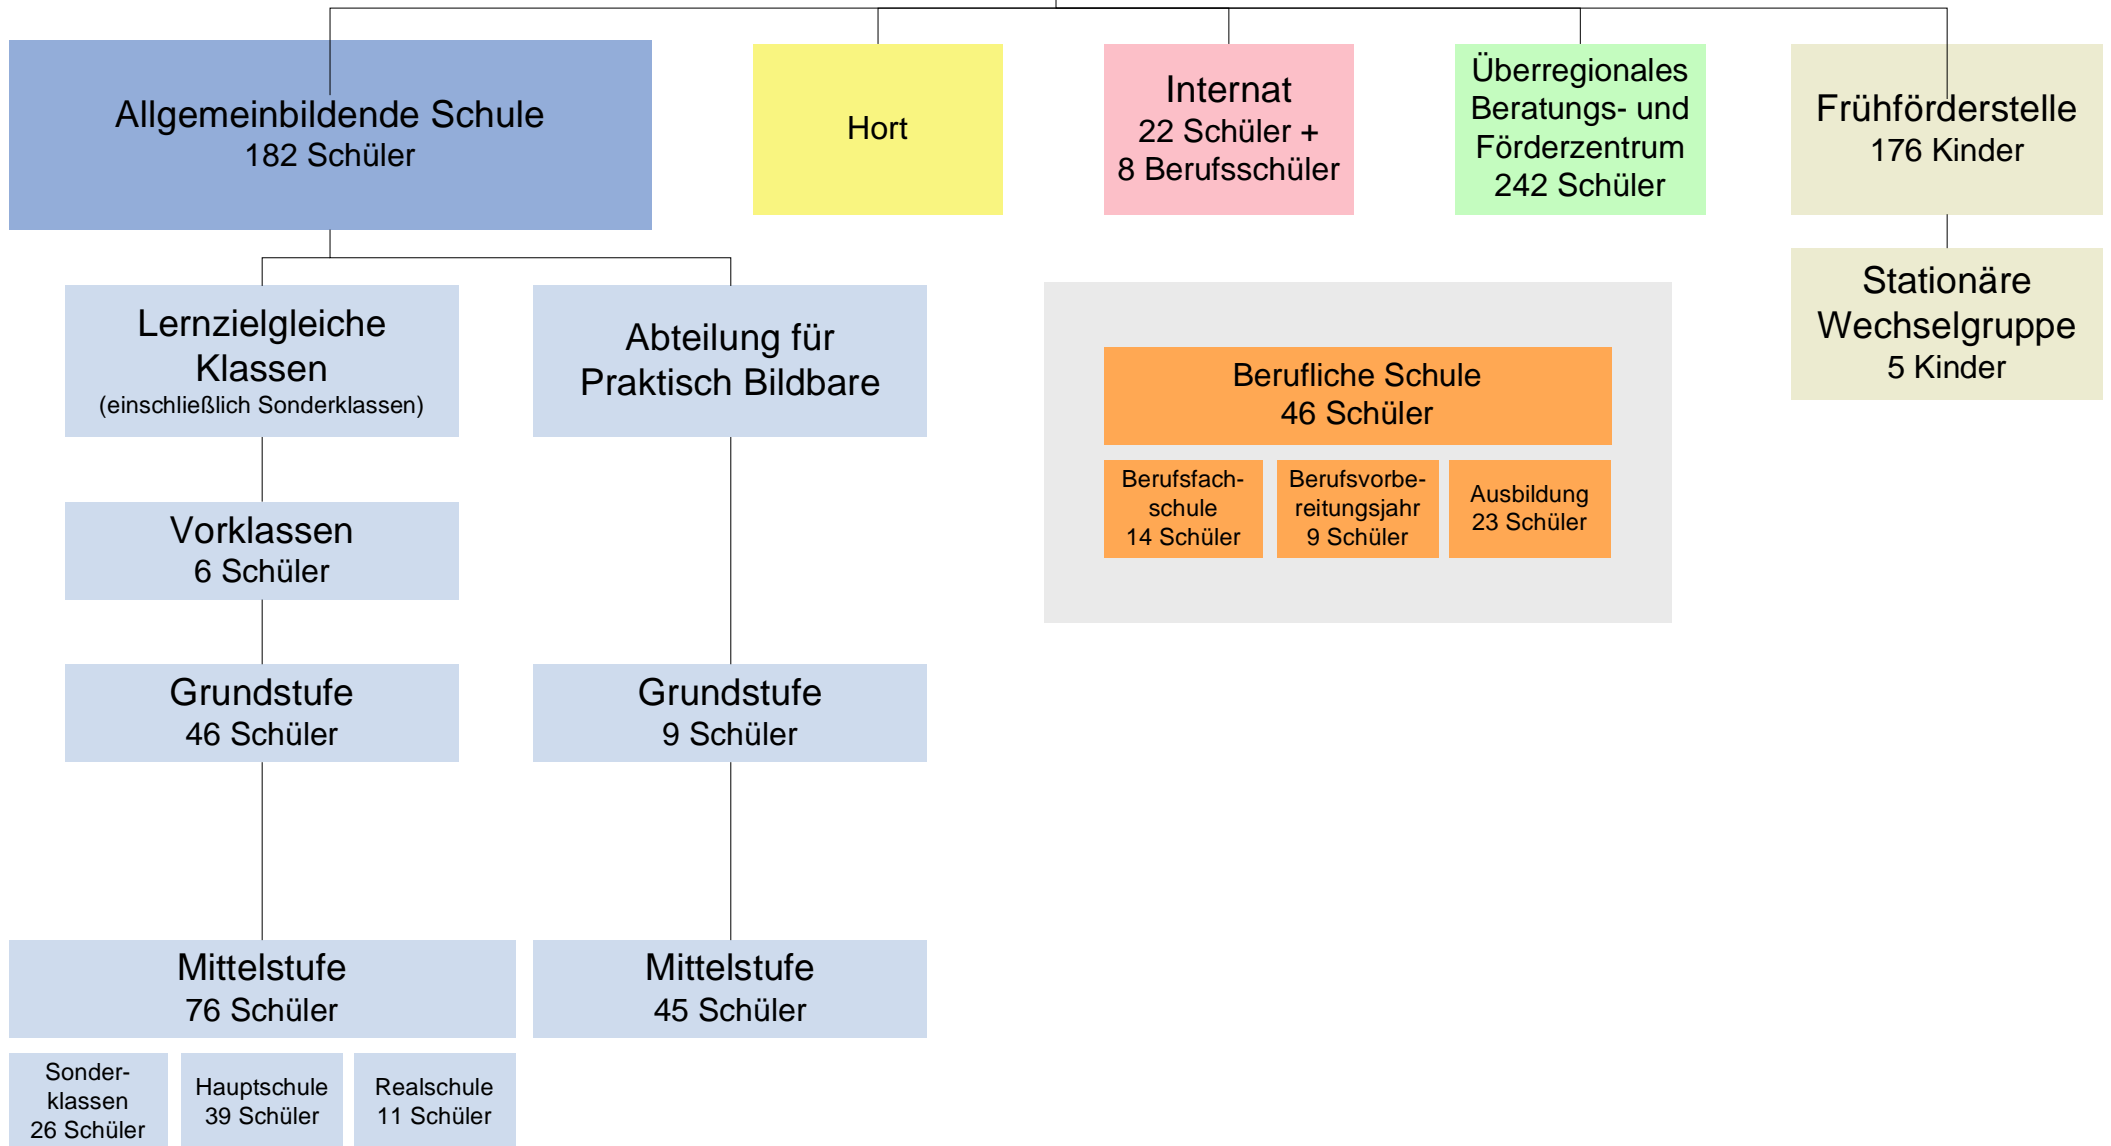 Allgemeinbildende Schule
182 Schüler
Hort
Internat
22 Schüler +
8 Berufsschüler
Überregionales
Beratungs- und
Förderzentrum
242 Schüler
Frühförderstelle
176 Kinder
Stationäre
Wechselgruppe
5 Kinder
Lernzielgleiche
Klassen
(einschließlich Sonderklassen)
Abteilung für
Praktisch Bildbare
Berufliche Schule
46 Schüler
Berufsfach-
schule
14 Schüler
Berufsvorbe-
reitungsjahr
9 Schüler
Ausbildung
23 Schüler
Vorklassen
6 Schüler
Grundstufe
46 Schüler
Grundstufe
9 Schüler
Mittelstufe
76 Schüler
Mittelstufe
45 Schüler
Sonder-
klassen
26 Schüler
Hauptschule
39 Schüler
Realschule
11 Schüler